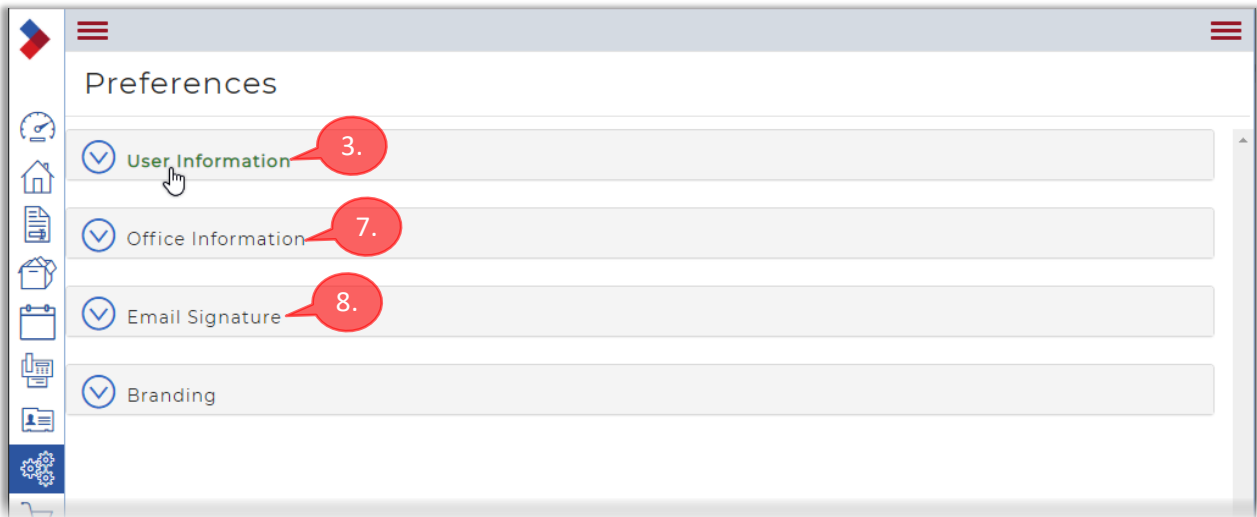 Preferences
User Information
3.
Office Information
7.
Email Signature
8.
Branding